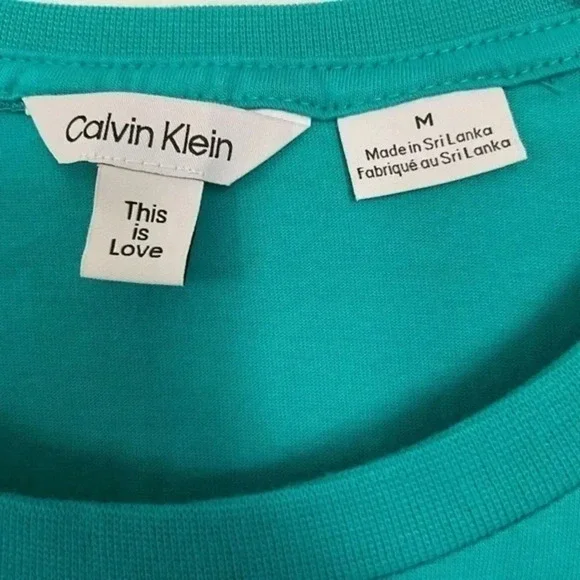 Calvin Klein
This
is
Love
M
Made in Sri Lanka
Fabriqué au Sri Lanka